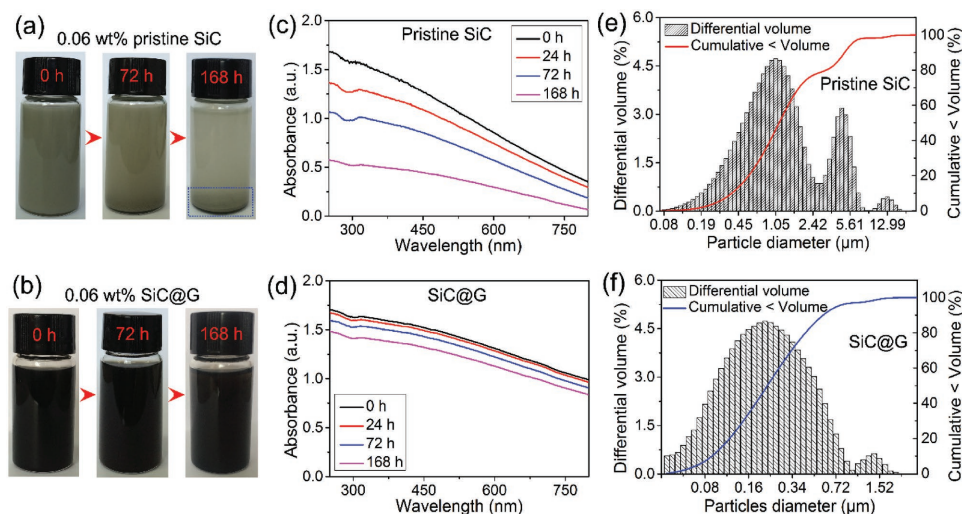 (a)
0.06 wt% pristine SiC
0 h
72 h
168 h
(b)
0.06 wt% SiC@G
0 h
72 h
168 h
(c)
Pristine SiC
0 h
24 h
72 h
168 h
Absorbance (a.u.)
2.0
1.5
1.0
0.5
0.0
300 450 600 750
Wavelength (nm)
(d)
SiC@G
0 h
24 h
72 h
168 h
Absorbance (a.u.)
2.0
1.5
1.0
0.5
0.0
300 450 600 750
Wavelength (nm)
(e)
Differential volume
Cumulative < Volume
Pristine SiC
Differential volume (%)
6.0
4.5
3.0
1.5
0.0
Cumulative < Volume (%)
100
80
60
40
20
0
0.08 0.19 0.45 1.05 2.42 5.61 12.99
Particle diameter (µm)
(f)
Differential volume
Cumulative < Volume
SiC@G
Differential volume (%)
6.0
4.5
3.0
1.5
0.0
Cumulative < Volume (%)
100
80
60
40
20
0
0.08 0.16 0.34 0.72 1.52
Particles diameter (µm)